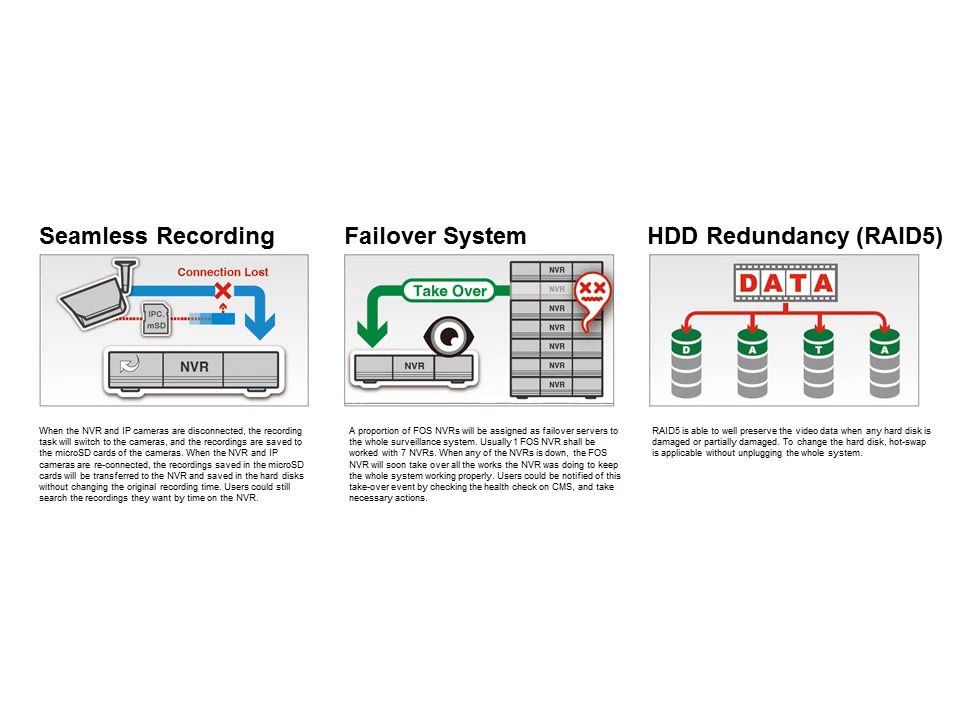 Seamless Recording
Connection Lost
IPC.
mSD
NVR
When the NVR and IP cameras are disconnected, the recording
task will switch to the cameras, and the recordings are saved to
the microSD cards of the cameras. When the NVR and IP
cameras are re-connected, the recordings saved in the microSD
cards will be transferred to the NVR and saved in the hard disks
without changing the original recording time. Users could still
search the recordings they want by time on the NVR.
Failover System
Take Over
NVR
NVR
NVR
NVR
NVR
NVR
NVR
NVR
A proportion of FOS NVRs will be assigned as failover servers to
the whole surveillance system. Usually 1 FOS NVR shall be
worked with 7 NVRs. When any of the NVRs is down, the FOS
NVR will soon take over all the works the NVR was doing to keep
the whole system working properly. Users could be notified of this
take-over event by checking the health check on CMS, and take
necessary actions.
HDD Redundancy (RAID5)
DATA
D A T A
RAID5 is able to well preserve the video data when any hard disk is
damaged or partially damaged. To change the hard disk, hot-swap
is applicable without unplugging the whole system.